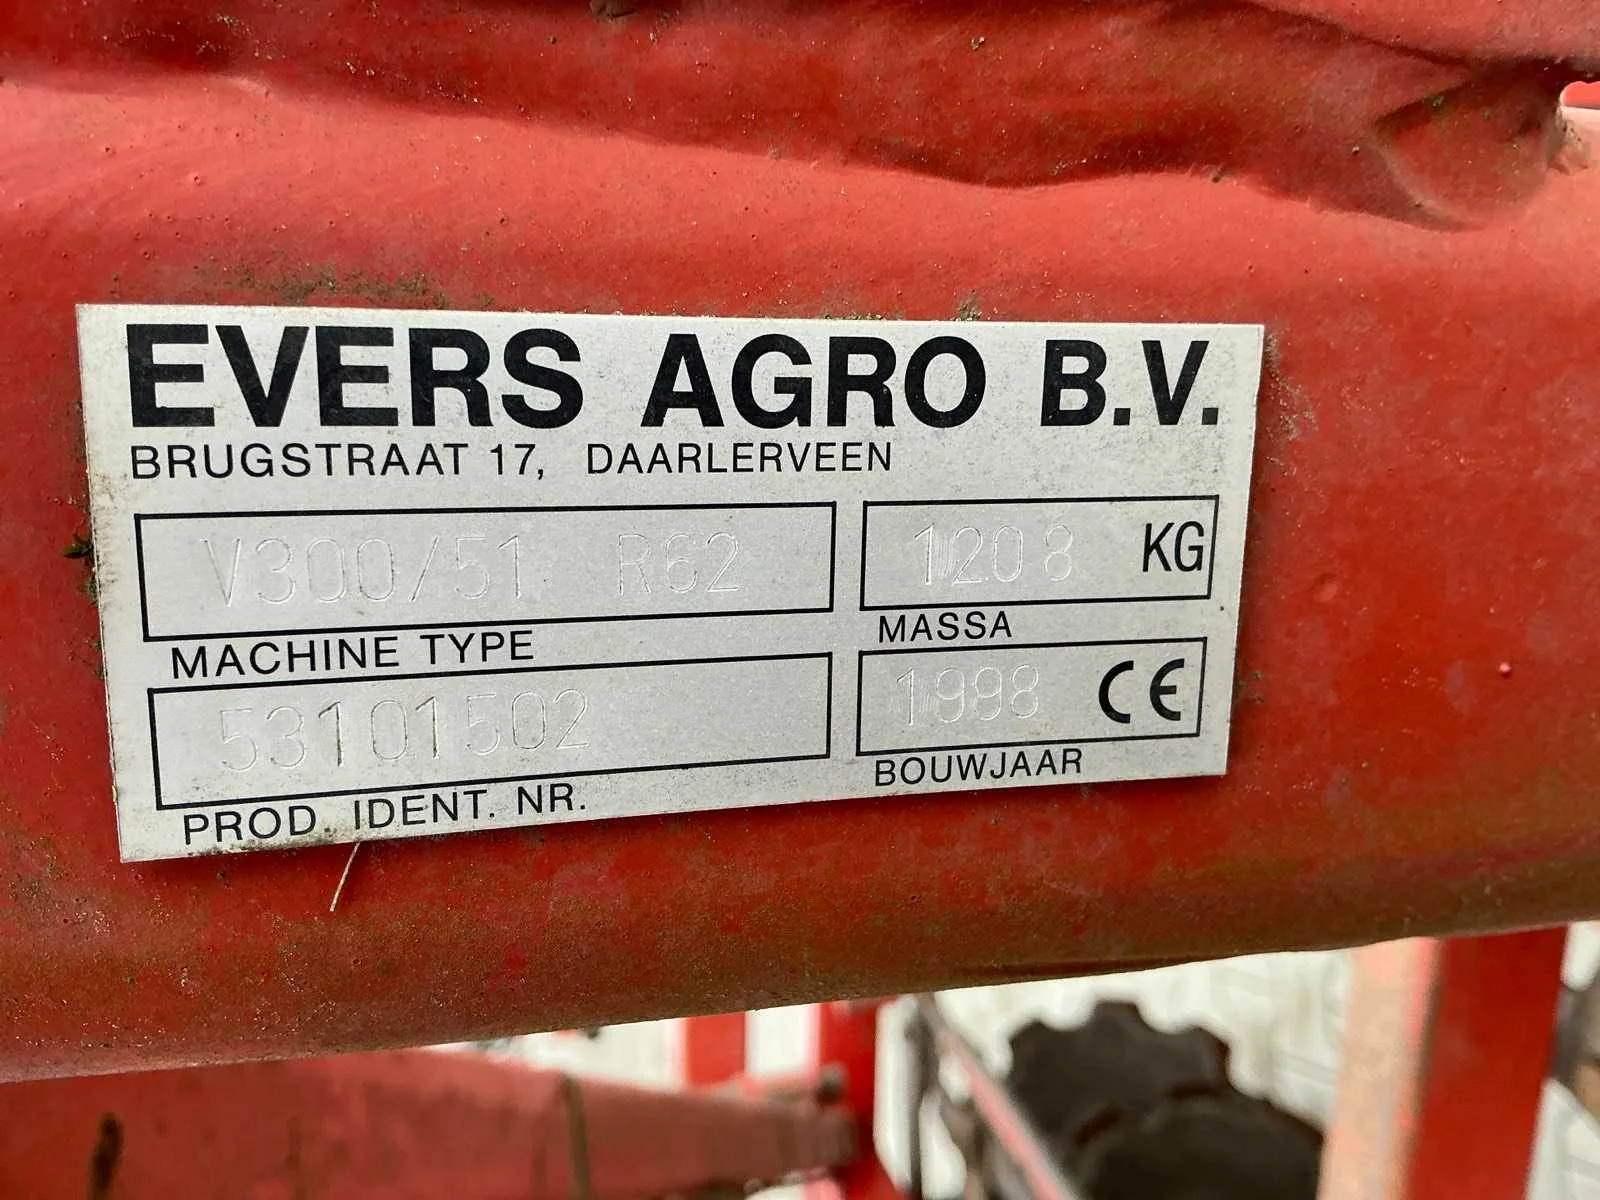 EVERS AGRO B.V.
BRUGSTRAAT 17, DAARLERVEEN
V300/51 R62
1208 KG
MACHINE TYPE
MASSA
53101502
1998 CE
PROD. IDENT. NR.
BOUWJAAR